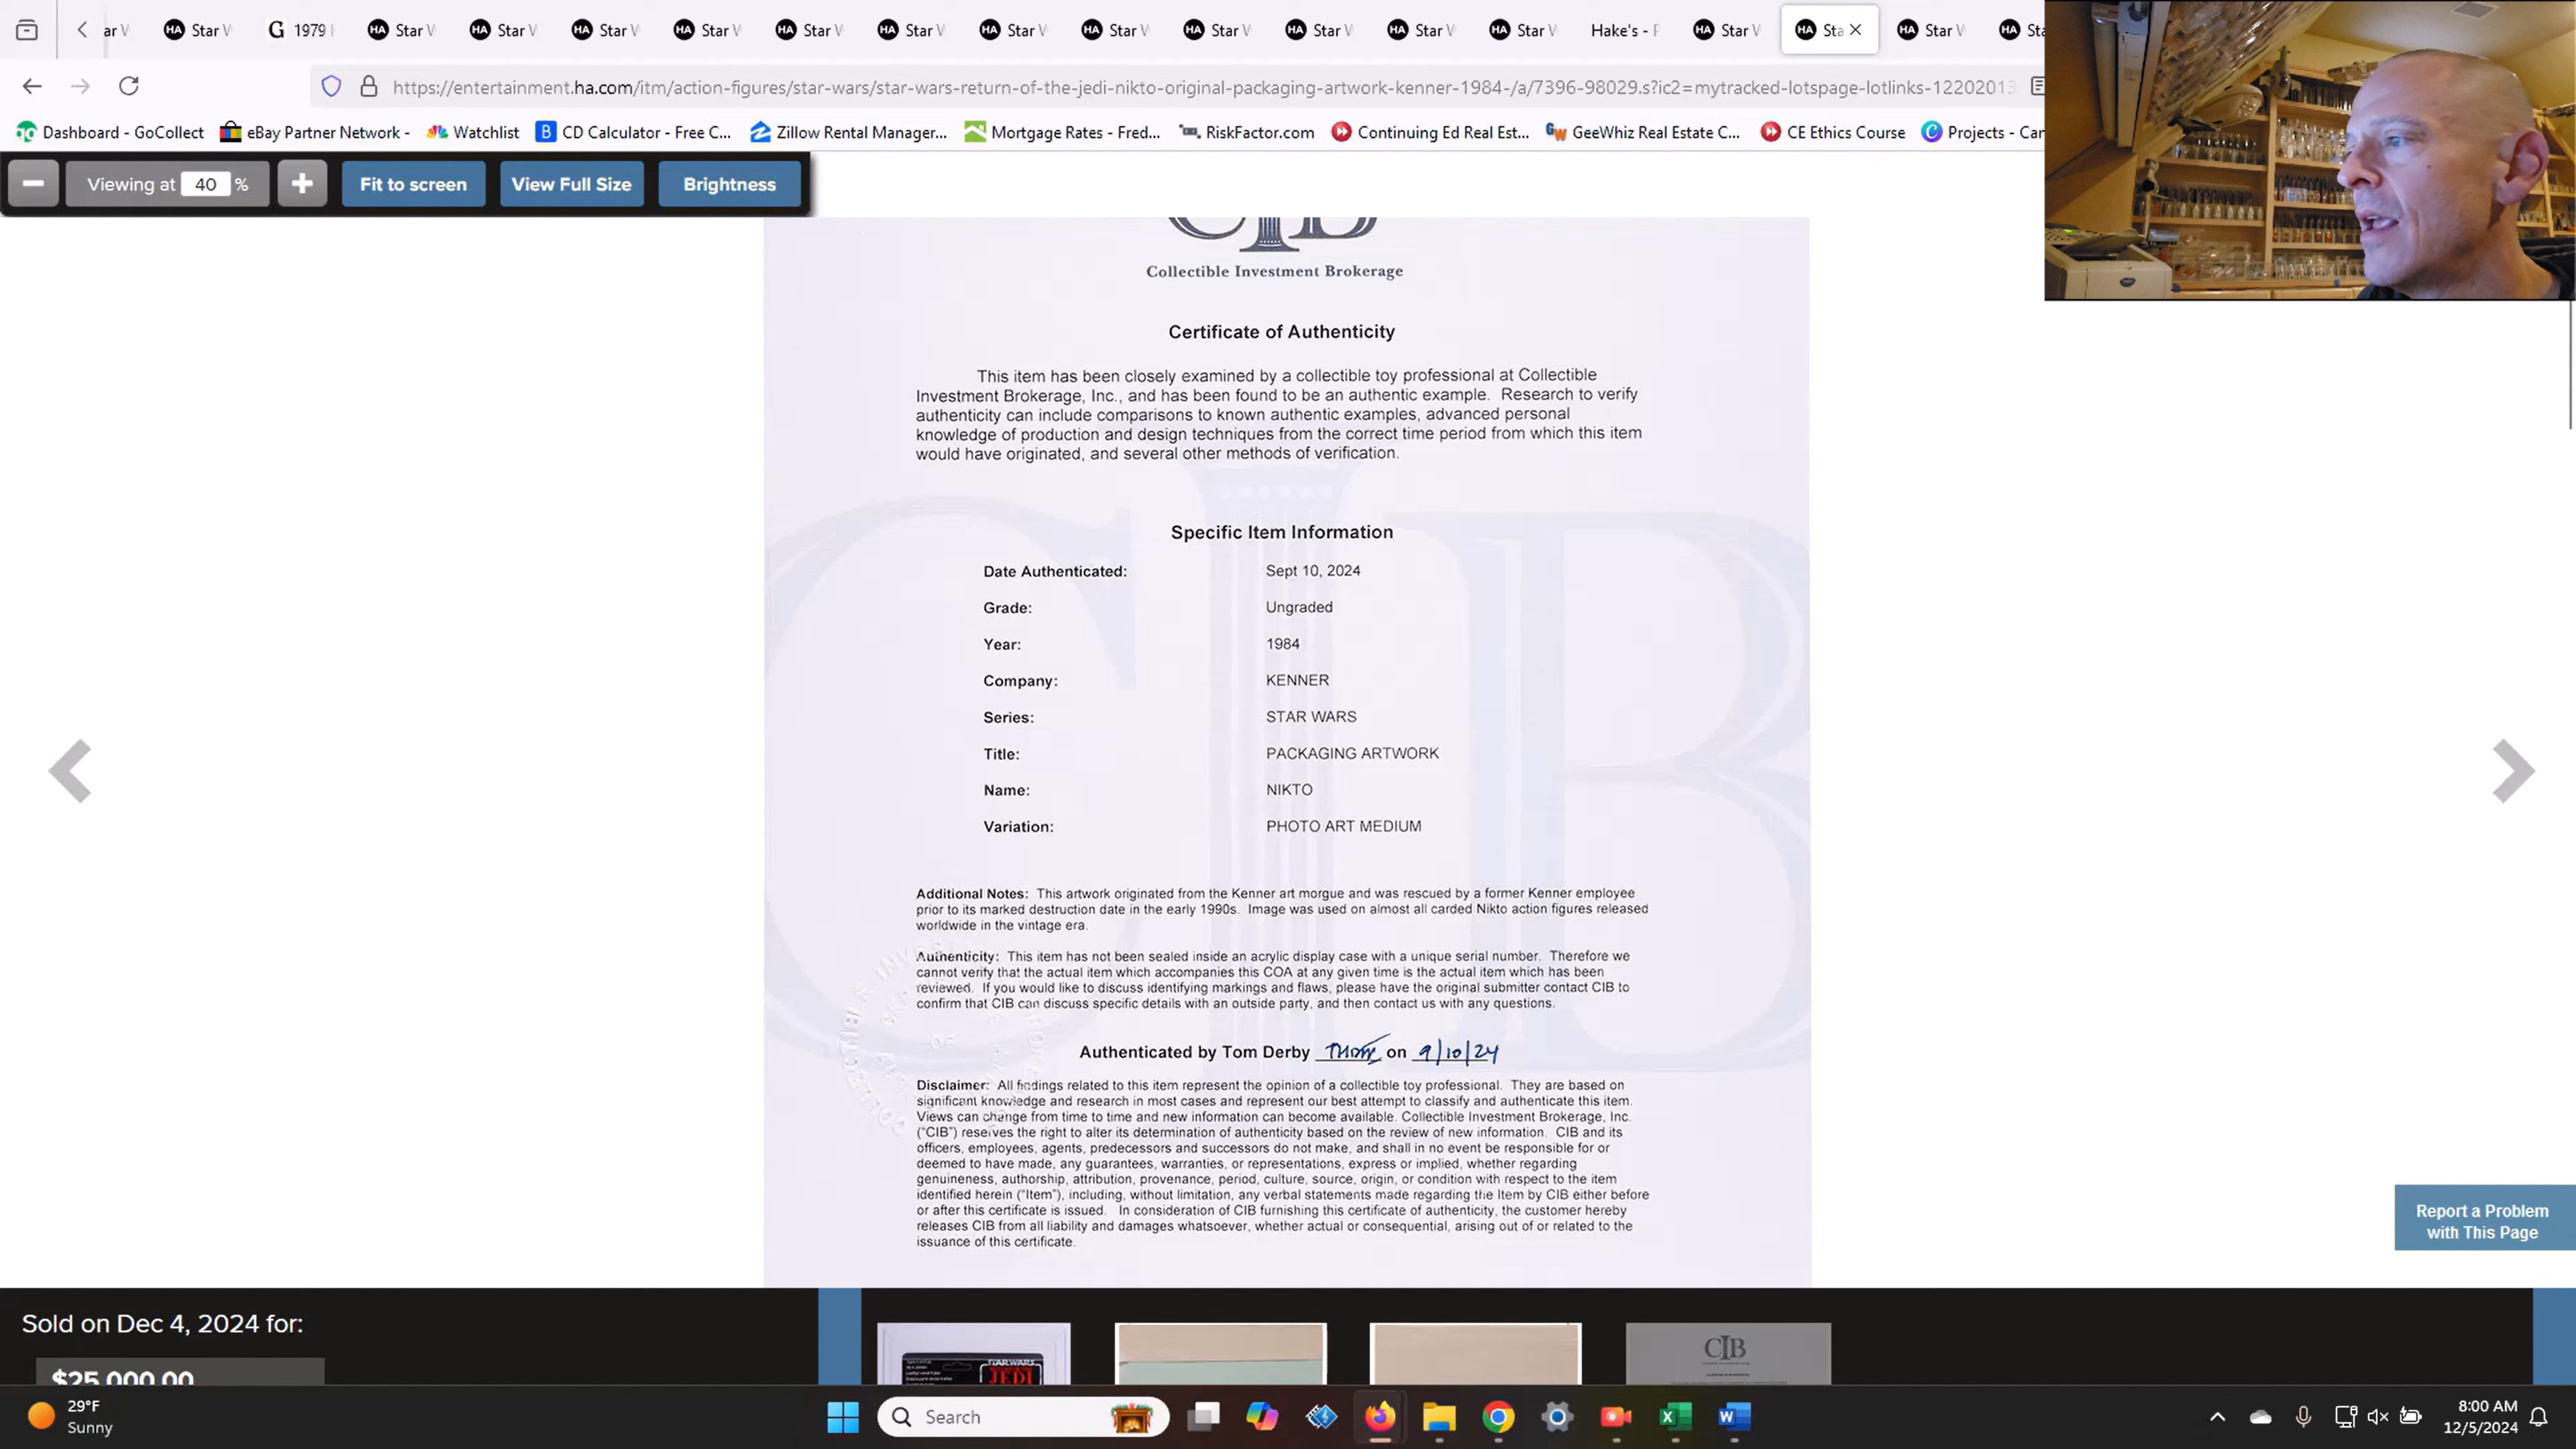 ar W
Star W
1979
Star W
Star W
Star W
Star W
Star W
Star W
Star W
Star W
Star W
Star W
Star W
Star W
Hake's - P
Star W
Sta
Star W
Sta
https://entertainment.ha.com/itm/action-figures/star-wars/star-wars-return-of-the-jedi-nikto-original-packaging-artwork-kenner-1984-/a/7396-98029.s?ic2=mytracked-lotspage-lotlinks-12202013
Dashboard - GoCollect
eBay Partner Network -
Watchlist
CD Calculator - Free C...
Zillow Rental Manager...
Mortgage Rates - Fred...
RiskFactor.com
Continuing Ed Real Est...
GeeWhiz Real Estate C...
CE Ethics Course
Projects - Can
Viewing at 40 %
Fit to screen
View Full Size
Brightness
CIB
Collectible Investment Brokerage
Certificate of Authenticity
This item has been closely examined by a collectible toy professional at Collectible
Investment Brokerage, Inc., and has been found to be an authentic example. Research to verify
authenticity can include comparisons to known authentic examples, advanced personal
knowledge of production and design techniques from the correct time period from which this item
would have originated, and several other methods of verification.
Specific Item Information
Date Authenticated: Sept 10, 2024
Grade: Ungraded
Year: 1984
Company: KENNER
Series: STAR WARS
Title: PACKAGING ARTWORK
Name: NIKTO
Variation: PHOTO ART MEDIUM
Additional Notes: This artwork originated from the Kenner art morgue and was rescued by a former Kenner employee
prior to its marked destruction date in the early 1990s. Image was used on almost all carded Nikto action figures released
worldwide in the vintage era.
Authenticity: This item has not been sealed inside an acrylic display case with a unique serial number. Therefore we
cannot verify that the actual item which accompanies this COA at any given time is the actual item which has been
reviewed. If you would like to discuss identifying markings and flaws, please have the original submitter contact CIB to
confirm that CIB can discuss specific details with an outside party, and then contact us with any questions.
Authenticated by Tom Derby on 9/10/24
Disclaimer: All findings related to this item represent the opinion of a collectible toy professional. They are based on
significant knowledge and research in most cases and represent our best attempt to classify and authenticate this item.
Views can change from time to time and new information can become available. Collectible Investment Brokerage, Inc.
("CIB") reserves the right to alter its determination of authenticity based on the review of new information. CIB and its
officers, employees, agents, predecessors and successors do not make, and shall in no event be responsible for or
deemed to have made, any guarantees, warranties, or representations, express or implied, whether regarding
genuineness, authorship, attribution, provenance, period, culture, source, origin, or condition with respect to the item
identified herein ("Item"), including, without limitation, any verbal statements made regarding the Item by CIB either before
or after this certificate is issued. In consideration of CIB furnishing this certificate of authenticity, the customer hereby
releases CIB from all liability and damages whatsoever, whether actual or consequential, arising out of or related to the
issuance of this certificate.
Report a Problem
with This Page
Sold on Dec 4, 2024 for:
$25,000.00
STAR WARS
JEDI
CIB
29°F
Sunny
Search
8:00 AM
12/5/2024